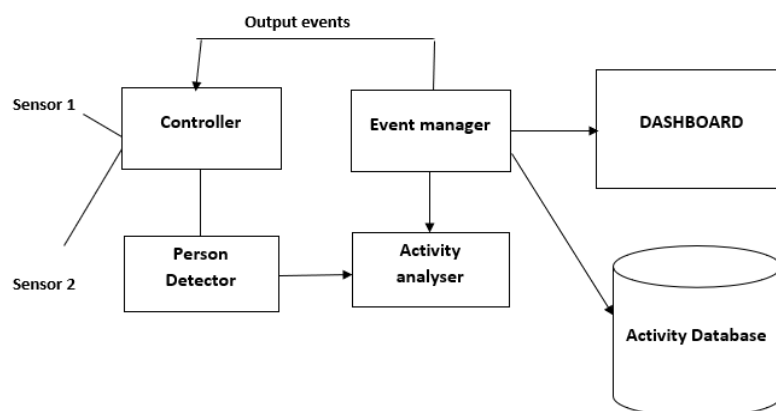 Output events
Sensor 1
Controller
Event manager
DASHBOARD
Person
Detector
Activity
analyser
Sensor 2
Activity Database